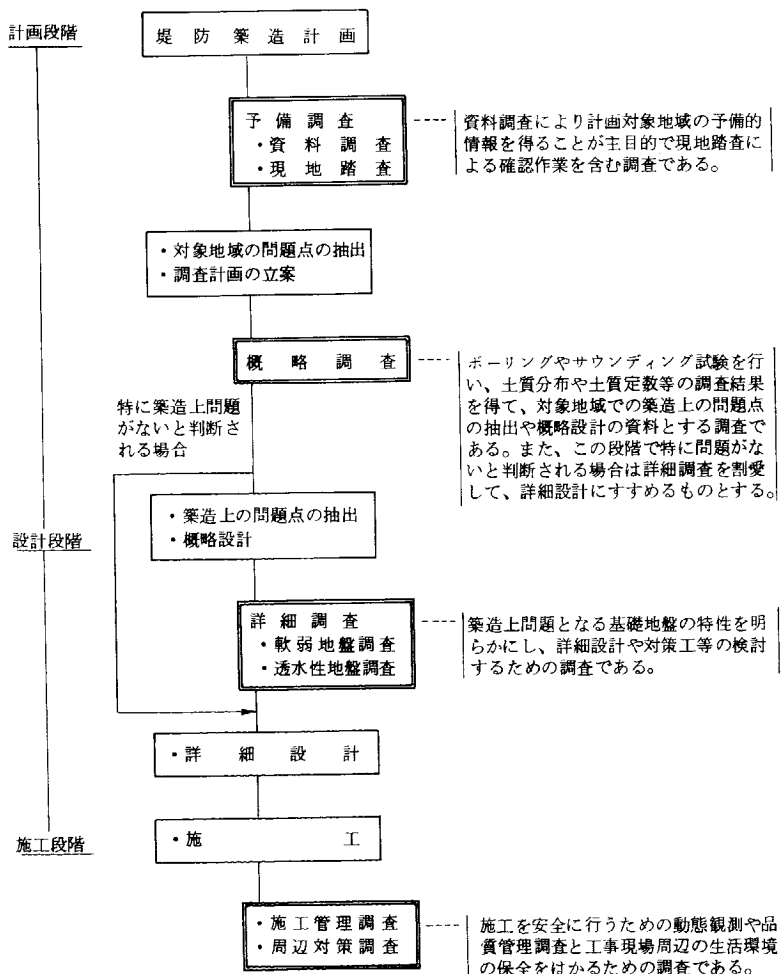 計画段階
堤防築造計画
予備調査
・資料調査
・現地踏査
資料調査により計画対象地域の予備的
情報を得ることが主目的で現地踏査に
よる確認作業を含む調査である。
・対象地域の問題点の抽出
・調査計画の立案
概略調査
ボーリングやサウンディング試験を行
い、土質分布や土質定数等の調査結果
を得て、対象地域での築造上の問題点
の抽出や概略設計の資料とする調査で
ある。また、この段階で特に問題がな
いと判断される場合は詳細調査を割愛
して、詳細設計にすすめるものとする。
特に築造上問題
がないと判断さ
れる場合
・築造上の問題点の抽出
・概略設計
設計段階
詳細調査
・軟弱地盤調査
・透水性地盤調査
築造上問題となる基礎地盤の特性を明
らかにし、詳細設計や対策工等の検討
するための調査である。
・詳細設計
・施工
施工段階
・施工管理調査
・周辺対策調査
施工を安全に行うための動態観測や品
質管理調査と工事現場周辺の生活環境
の保全をはかるための調査である。